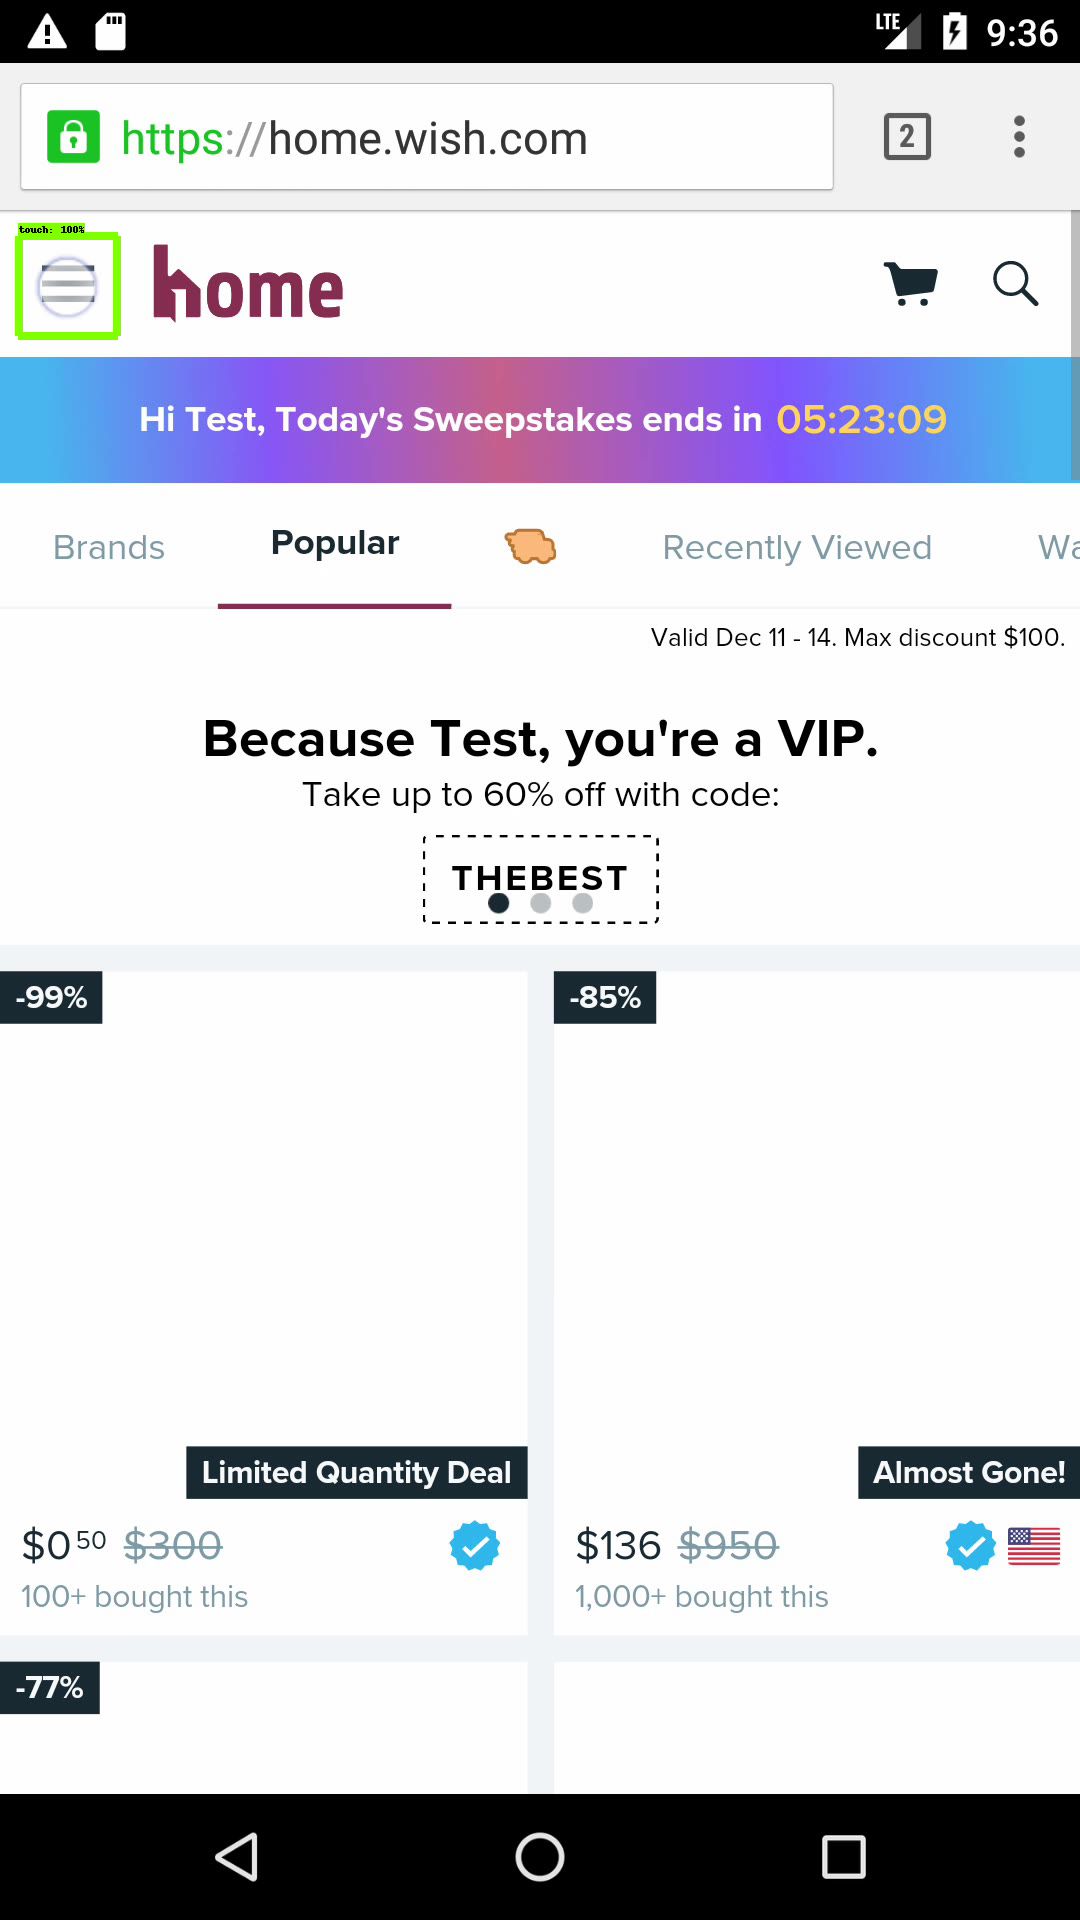 LTE 9:36
https://home.wish.com 2
touch: 100%
home
Hi Test, Today's Sweepstakes ends in 05:23:09
Brands Popular Recently Viewed Wa
Valid Dec 11 - 14. Max discount $100.
Because Test, you're a VIP.
Take up to 60% off with code:
THEBEST
-99% -85%
Limited Quantity Deal Almost Gone!
$0 50 $300 $136 $950
100+ bought this 1,000+ bought this
-77%